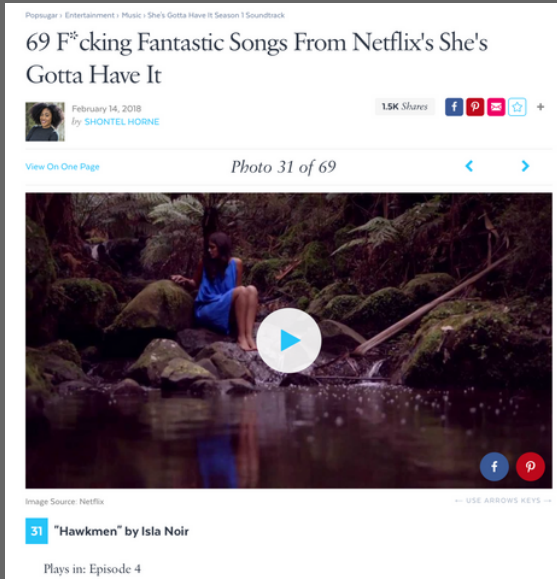 Popsugar › Entertainment › Music › She's Gotta Have It Season 1 Soundtrack
69 F*cking Fantastic Songs From Netflix's She's
Gotta Have It
February 14, 2018
by SHONTEL HORNE
1.5K Shares
+
View On One Page
Photo 31 of 69
Image Source: Netflix
<-- USE ARROWS KEYS -->
31 "Hawkmen" by Isla Noir
Plays in: Episode 4